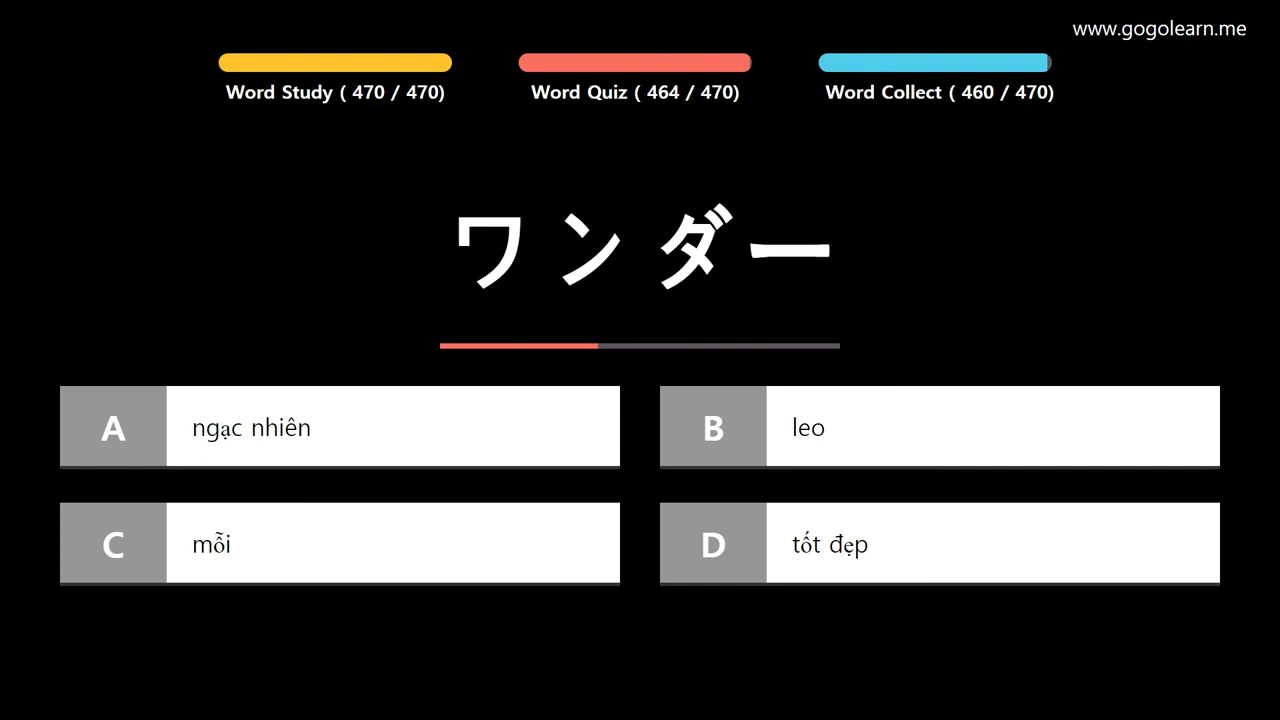 www.gogolearn.me
Word Study ( 470 / 470)
Word Quiz ( 464 / 470)
Word Collect ( 460 / 470)
ワンダー
A
ngạc nhiên
B
leo
C
mỗi
D
tốt đẹp